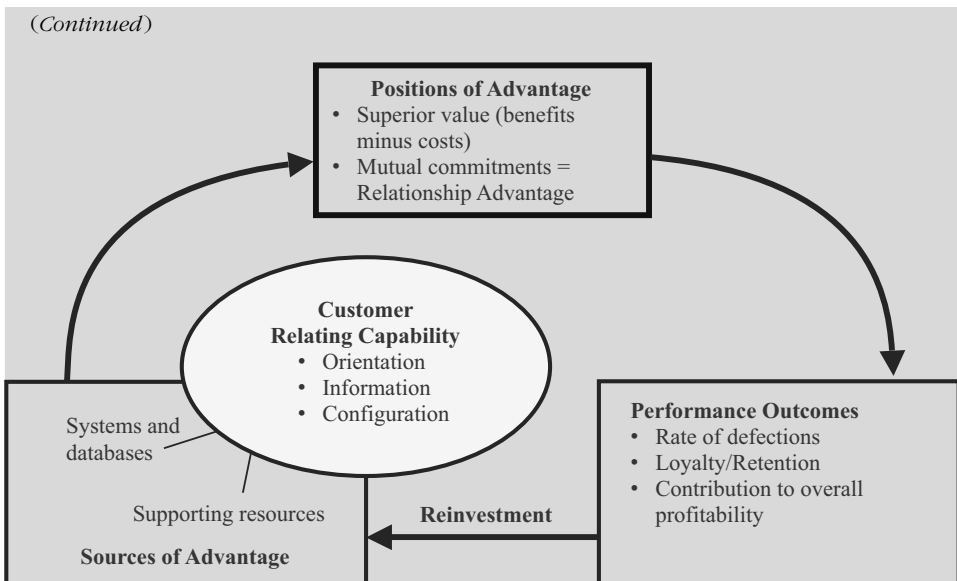 (Continued)
Positions of Advantage
• Superior value (benefits
minus costs)
• Mutual commitments =
Relationship Advantage
Customer
Relating Capability
• Orientation
• Information
• Configuration
Systems and
databases
Supporting resources
Sources of Advantage
Reinvestment
Performance Outcomes
• Rate of defections
• Loyalty/Retention
• Contribution to overall
profitability